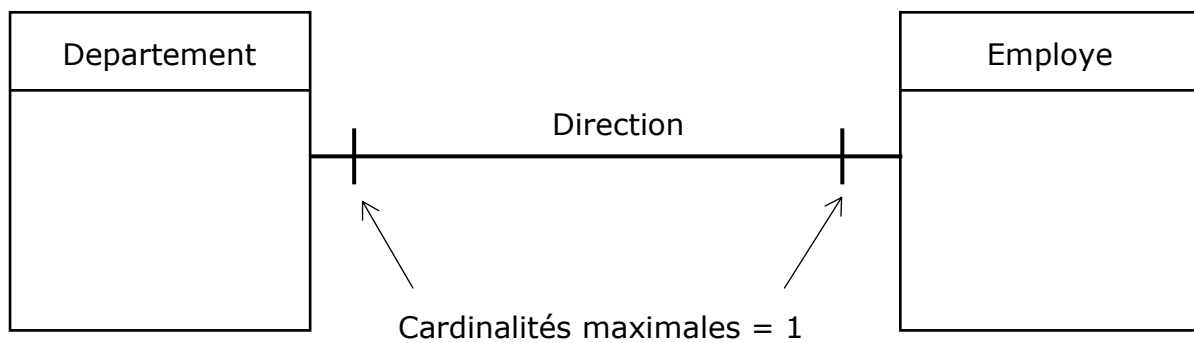 Departement
Employe
Direction
Cardinalités maximales = 1